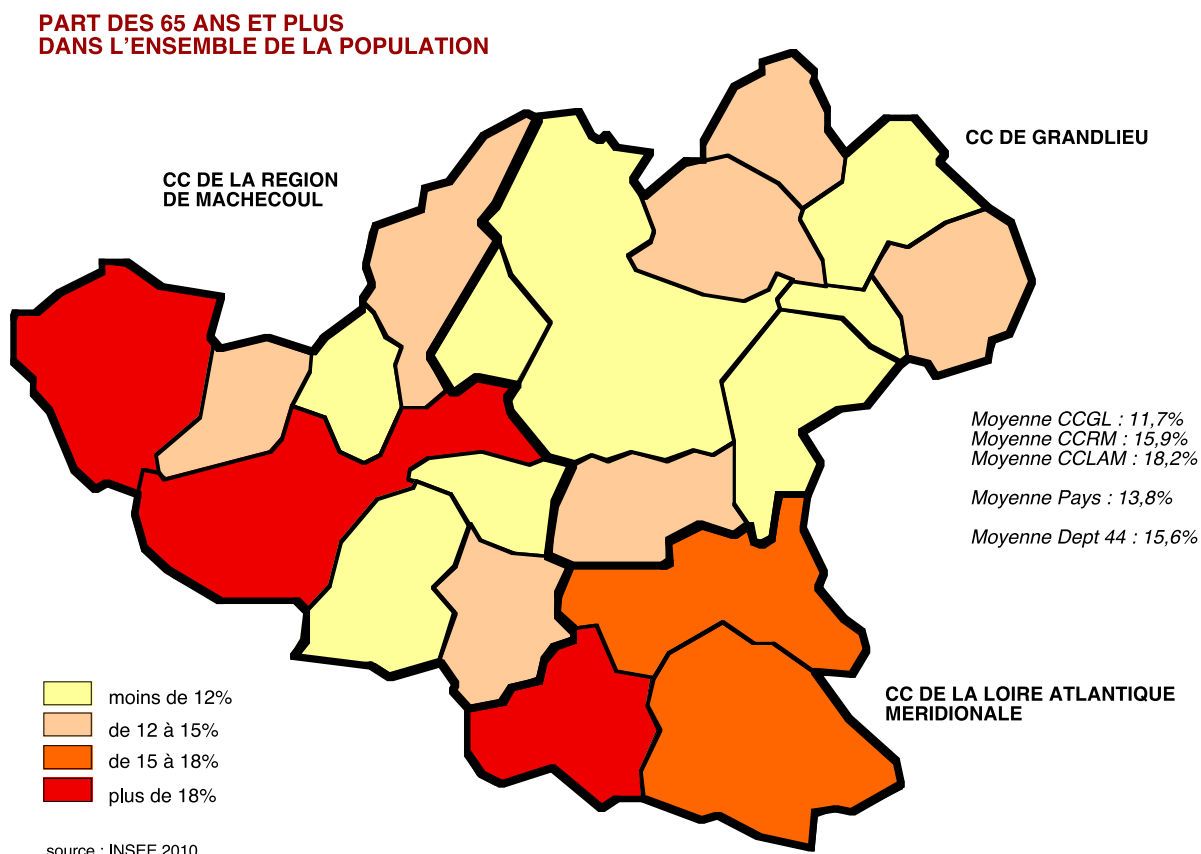 PART DES 65 ANS ET PLUS
DANS L'ENSEMBLE DE LA POPULATION
CC DE GRANDLIEU
CC DE LA REGION
DE MACHECOUL
Moyenne CCGL : 11,7%
Moyenne CCRM : 15,9%
Moyenne CCLAM : 18,2%
Moyenne Pays : 13,8%
Moyenne Dept 44 : 15,6%
CC DE LA LOIRE ATLANTIQUE
MERIDIONALE
moins de 12%
de 12 à 15%
de 15 à 18%
plus de 18%
source : INSEE 2010